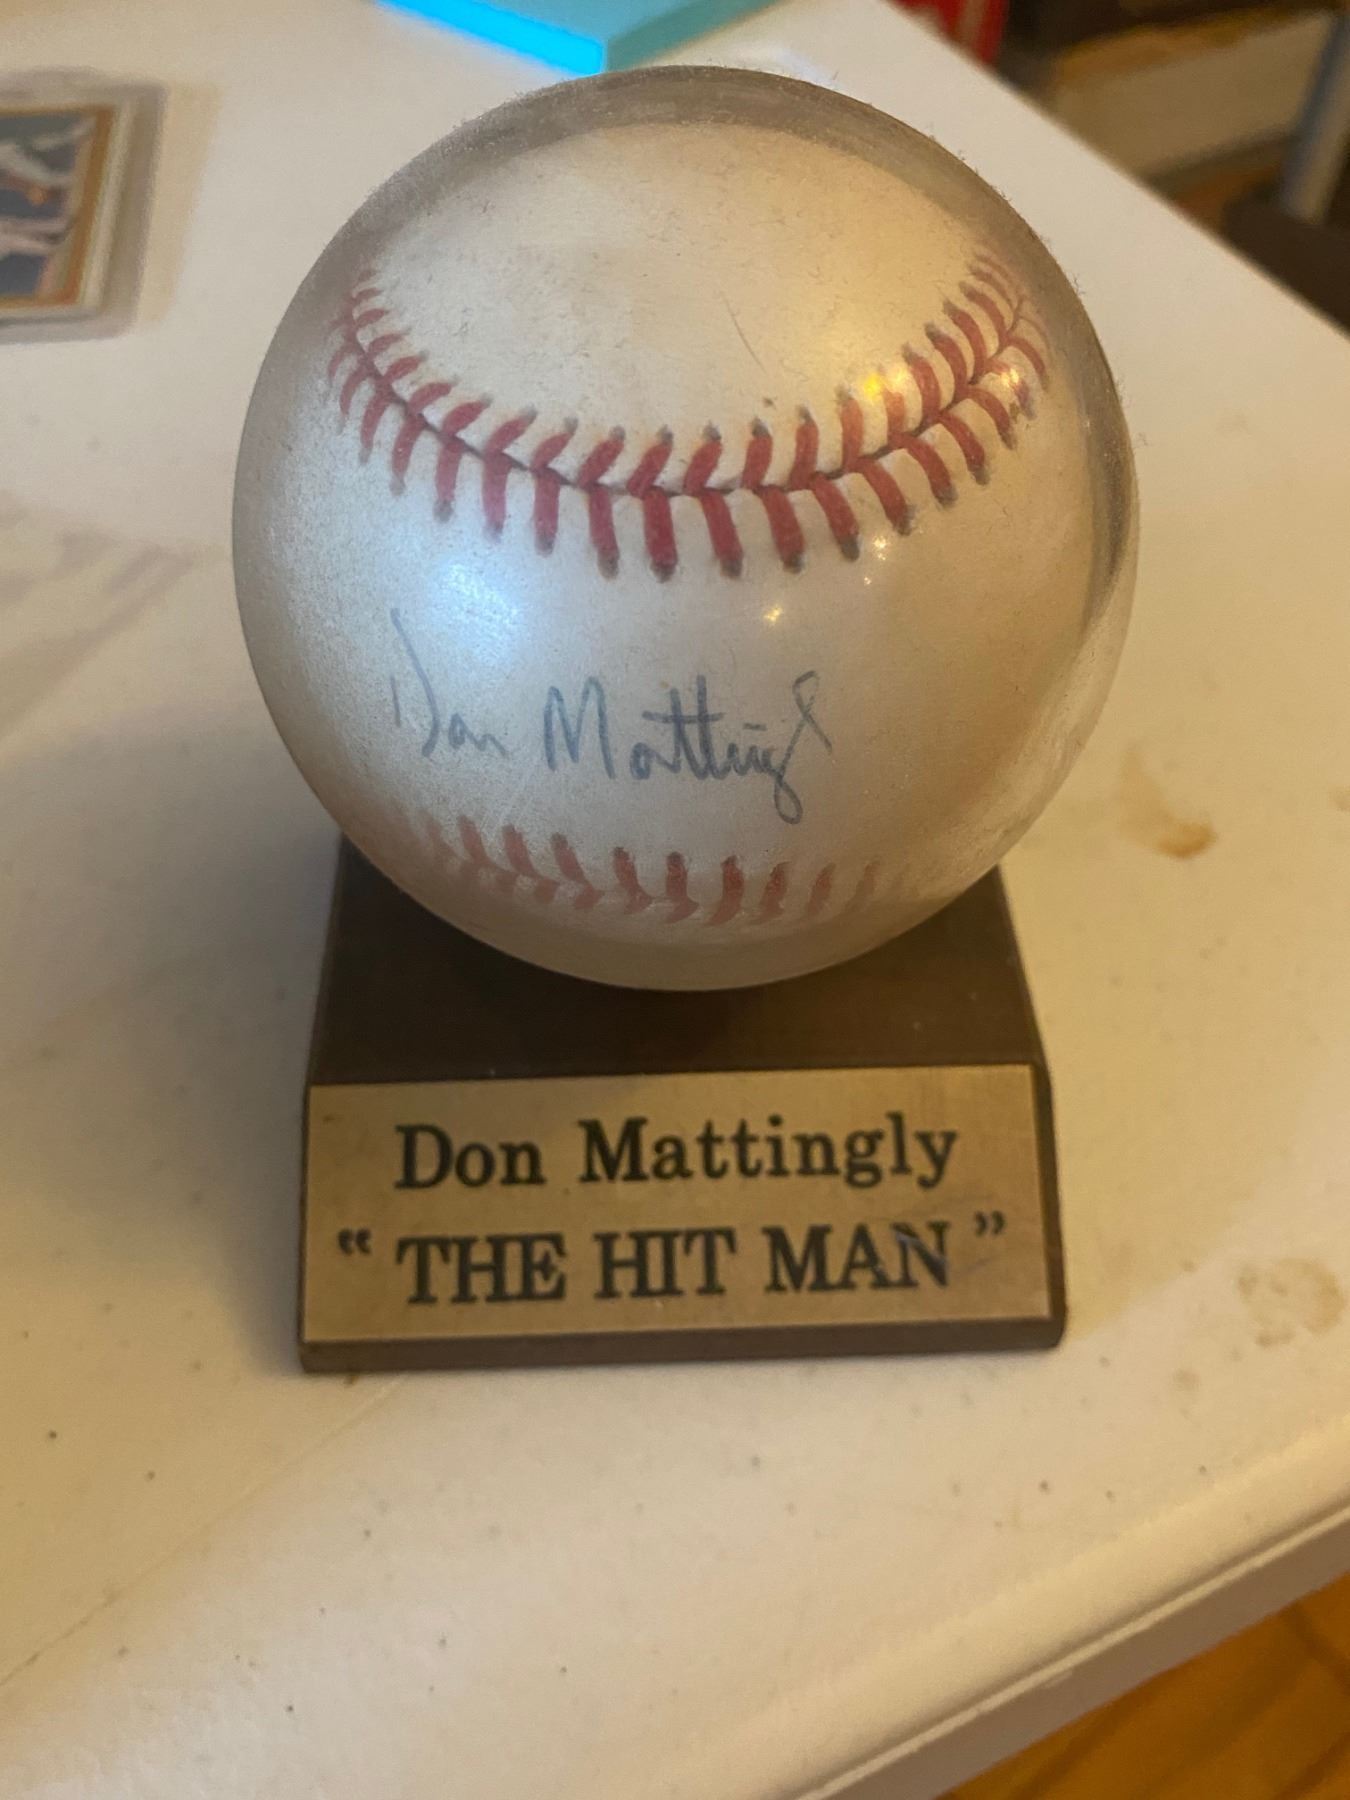 Don Mattingly
Don Mattingly
“ THE HIT MAN ”